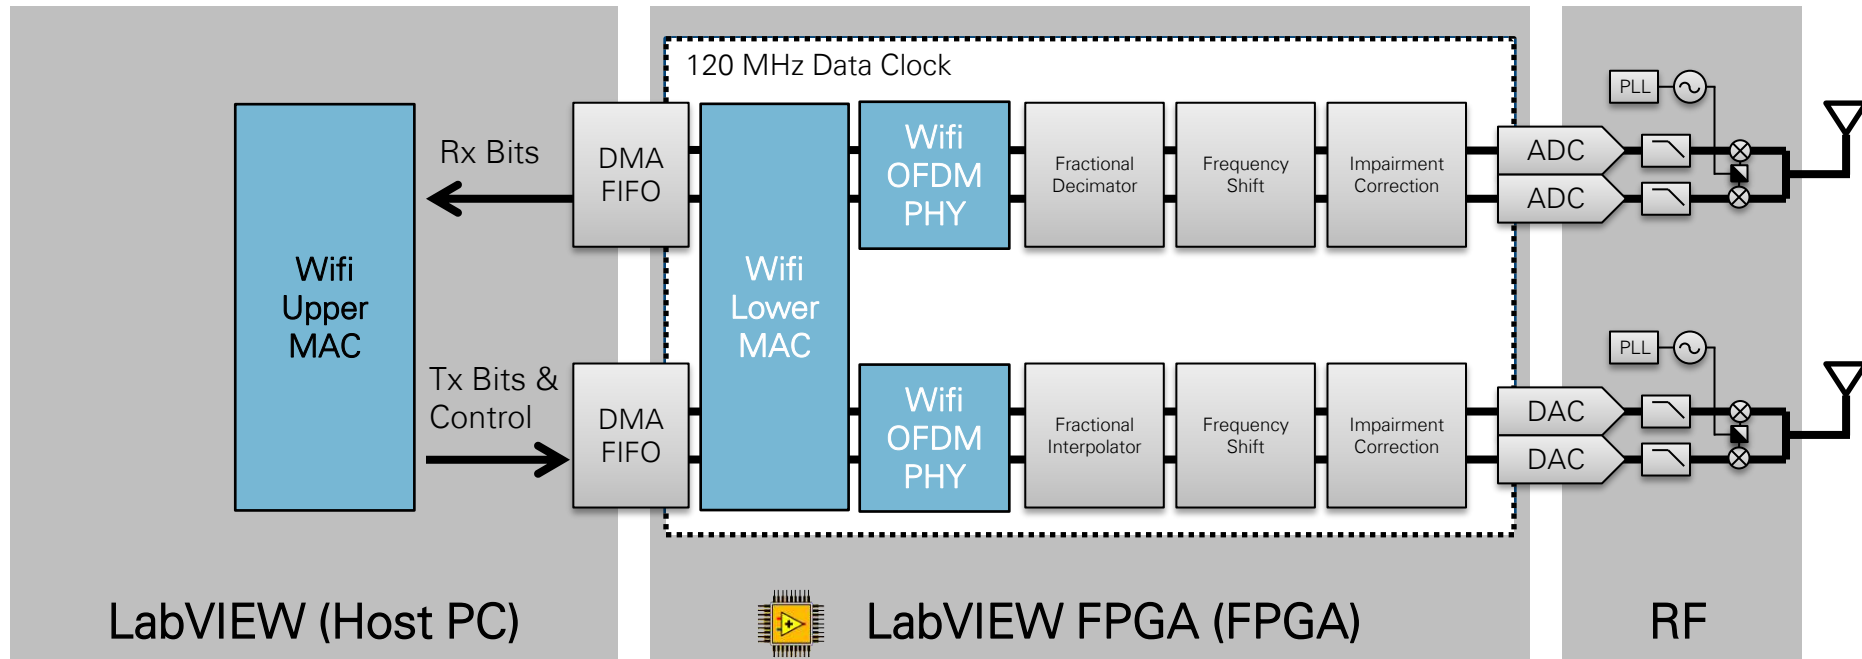 120 MHz Data Clock
Wifi
Upper
MAC
Rx Bits
Tx Bits &
Control
DMA
FIFO
DMA
FIFO
Wifi
Lower
MAC
Wifi
OFDM
PHY
Fractional
Decimator
Frequency
Shift
Impairment
Correction
ADC
ADC
PLL
Wifi
OFDM
PHY
Fractional
Interpolator
Frequency
Shift
Impairment
Correction
DAC
DAC
PLL
LabVIEW (Host PC)
LabVIEW FPGA (FPGA)
RF